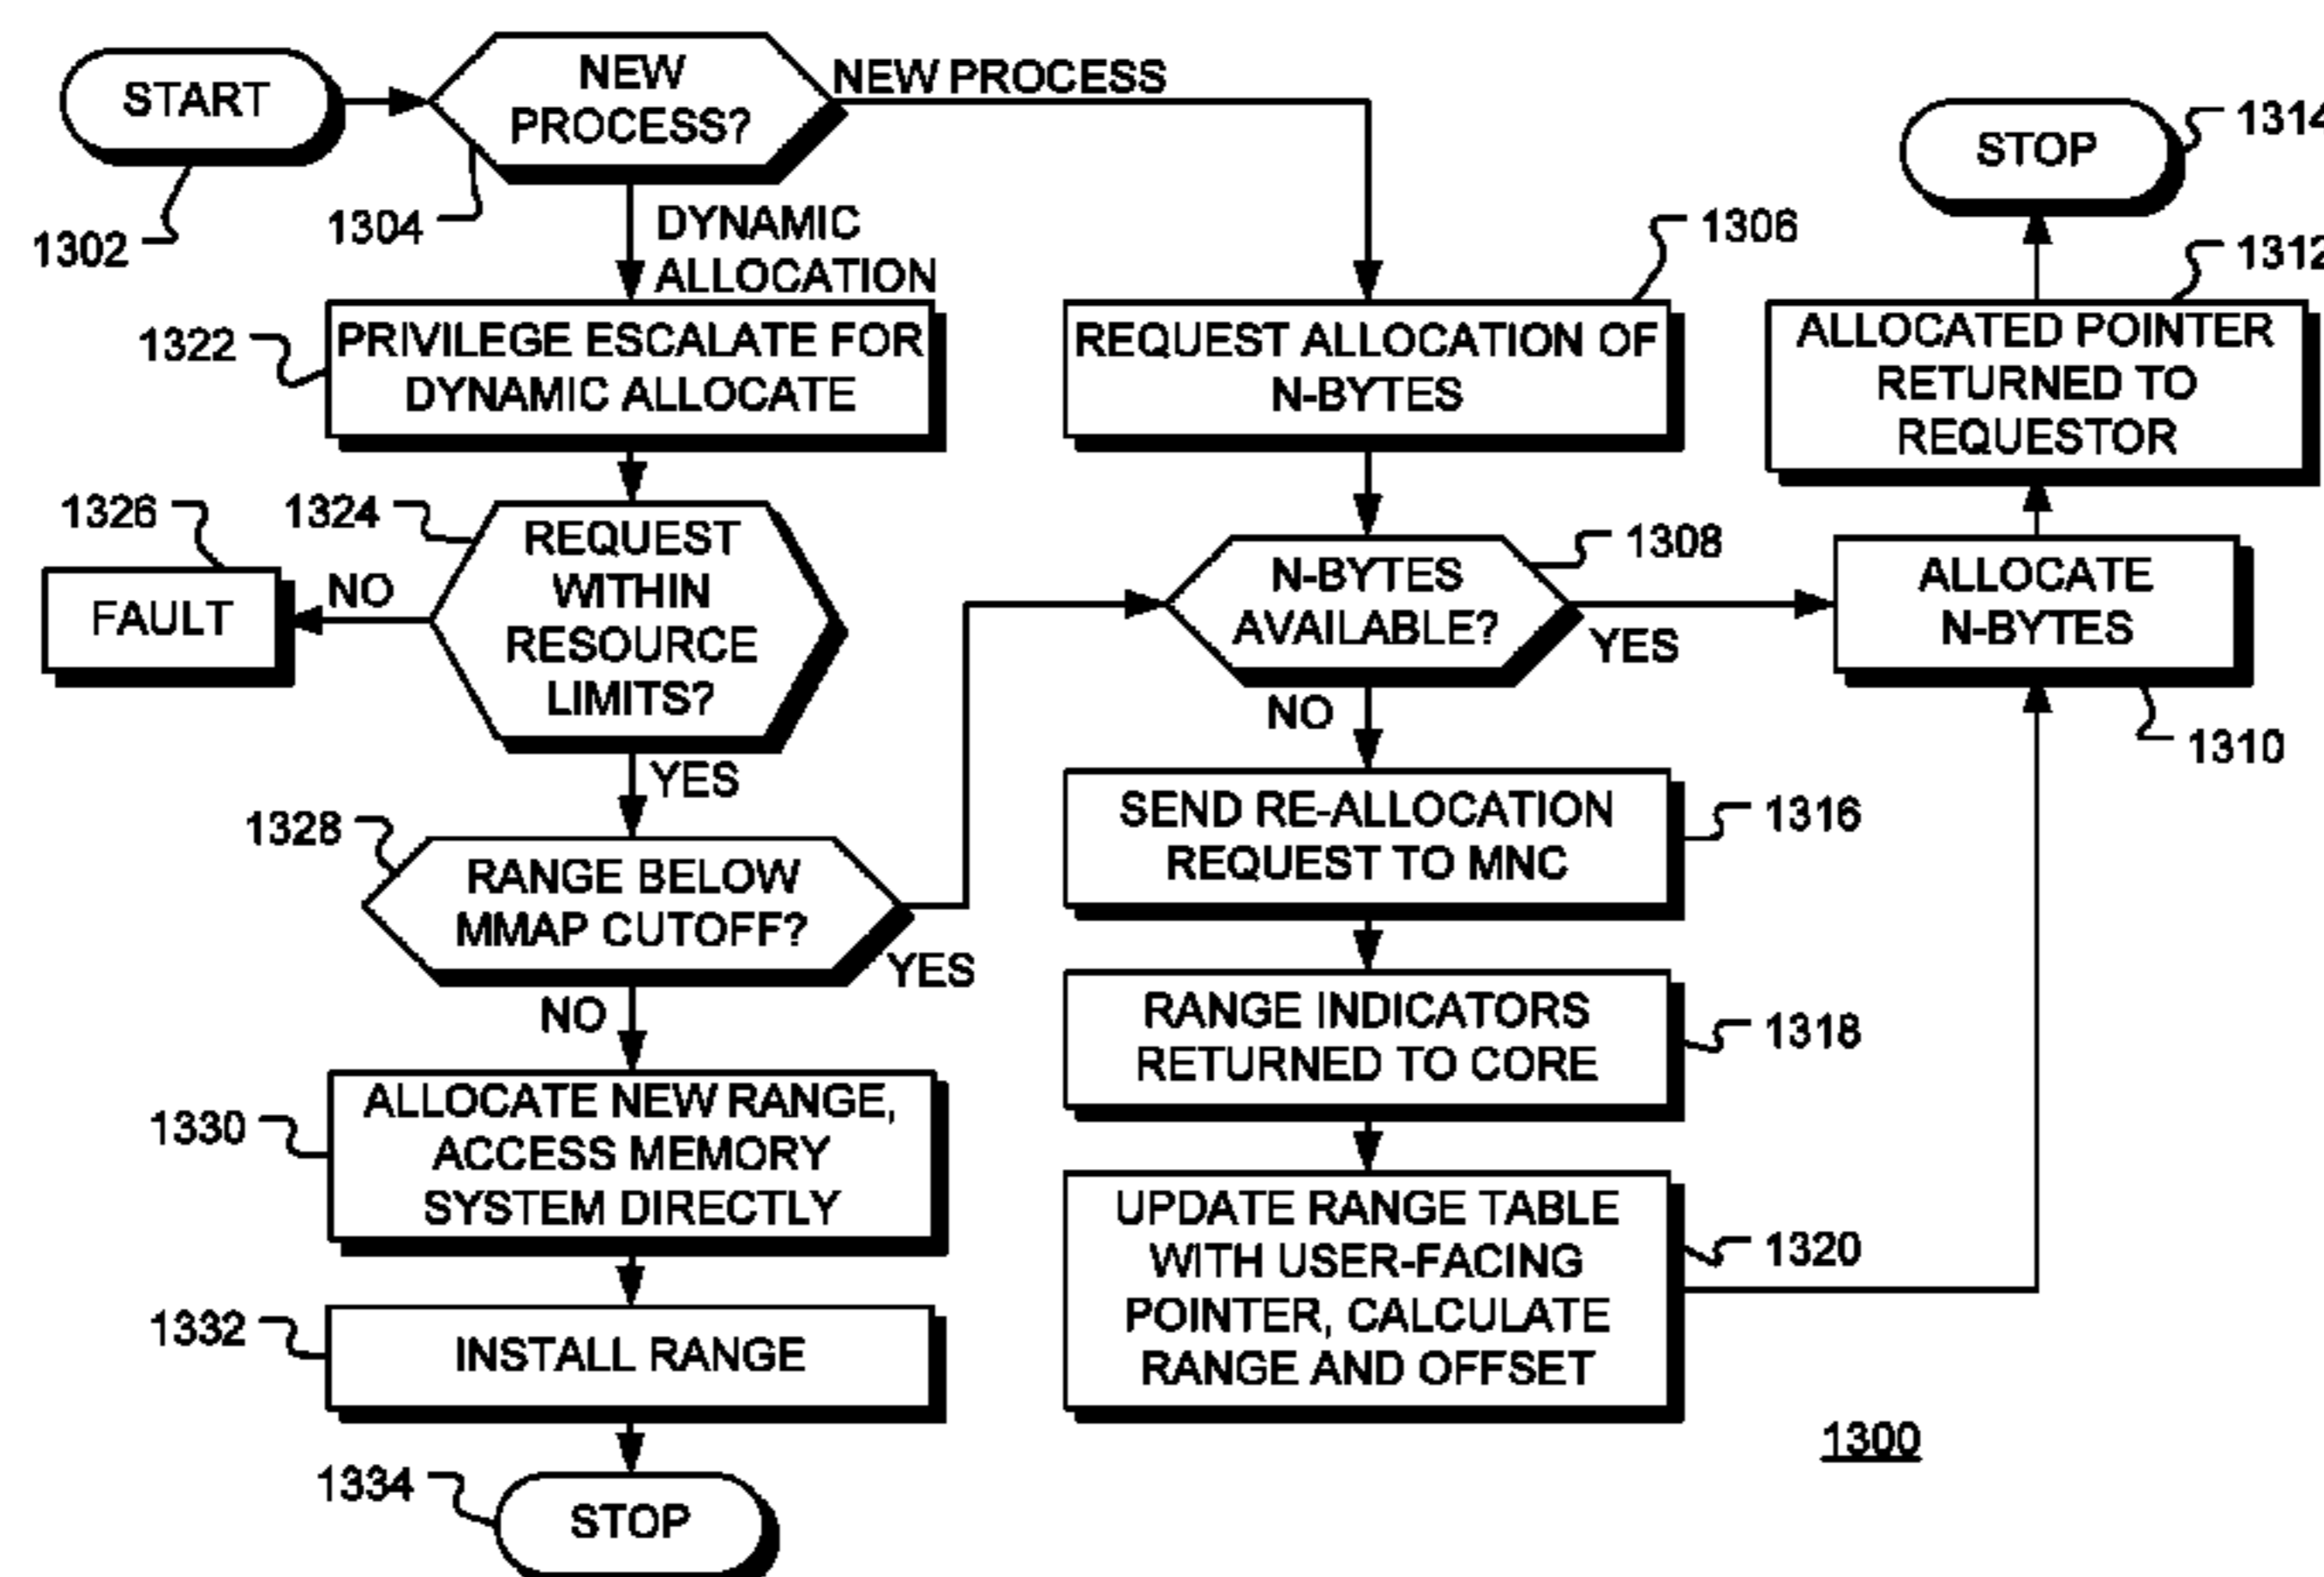 START
1302
NEW
PROCESS?
1304
NEW PROCESS
DYNAMIC
ALLOCATION
1322
PRIVILEGE ESCALATE FOR
DYNAMIC ALLOCATE
1324
REQUEST
WITHIN
RESOURCE
LIMITS?
NO
1326
FAULT
YES
1328
RANGE BELOW
MMAP CUTOFF?
YES
NO
1330
ALLOCATE NEW RANGE,
ACCESS MEMORY
SYSTEM DIRECTLY
1332
INSTALL RANGE
1334
STOP
1306
REQUEST ALLOCATION OF
N-BYTES
1308
N-BYTES
AVAILABLE?
YES
NO
SEND RE-ALLOCATION
REQUEST TO MNC
1316
RANGE INDICATORS
RETURNED TO CORE
1318
UPDATE RANGE TABLE
WITH USER-FACING
POINTER, CALCULATE
RANGE AND OFFSET
1320
STOP
1314
1312
ALLOCATED POINTER
RETURNED TO
REQUESTOR
ALLOCATE
N-BYTES
1310
1300